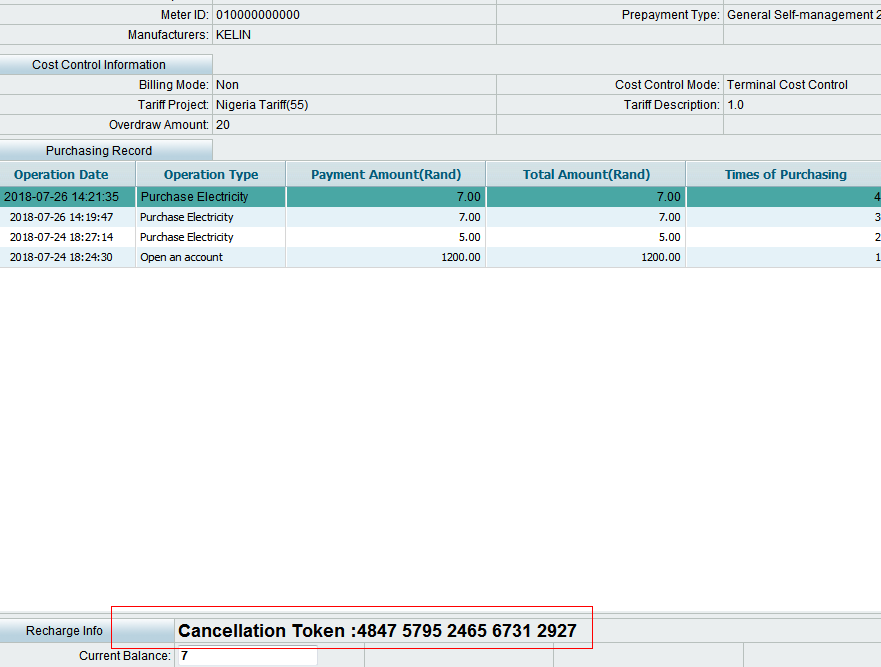 Meter ID: 010000000000 Prepayment Type: General Self-management 2
Manufacturers: KELIN
Cost Control Information
Billing Mode: Non Cost Control Mode: Terminal Cost Control
Tariff Project: Nigeria Tariff(55) Tariff Description: 1.0
Overdraw Amount: 20
Purchasing Record
Operation Date Operation Type Payment Amount(Rand) Total Amount(Rand) Times of Purchasing
2018-07-26 14:21:35 Purchase Electricity 7.00 7.00 4
2018-07-26 14:19:47 Purchase Electricity 7.00 7.00 3
2018-07-24 18:27:14 Purchase Electricity 5.00 5.00 2
2018-07-24 18:24:30 Open an account 1200.00 1200.00 1
Recharge Info Cancellation Token :4847 5795 2465 6731 2927
Current Balance: 7